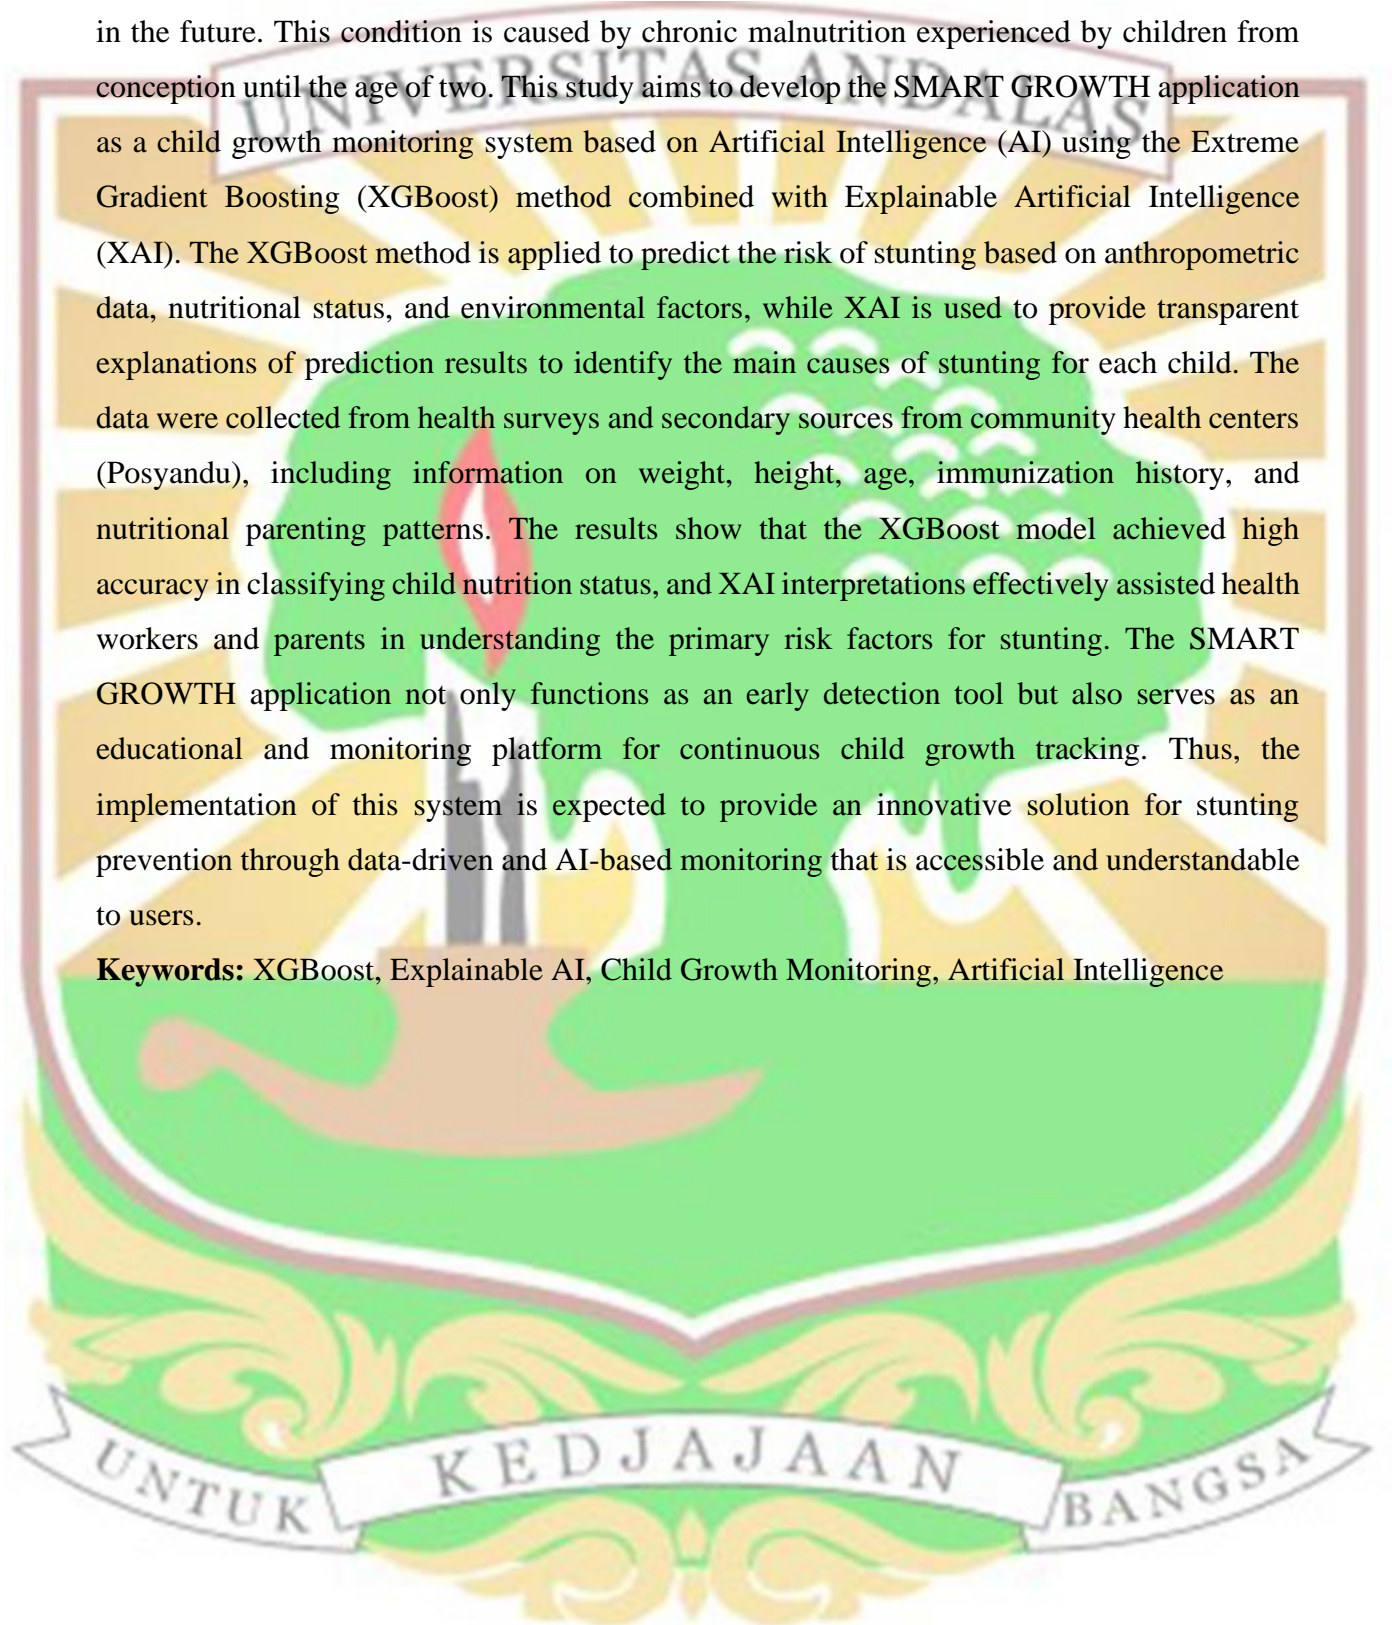 in the future. This condition is caused by chronic malnutrition experienced by children from
UNIVERSITAS ANDALAS
conception until the age of two. This study aims to develop the SMART GROWTH application
as a child growth monitoring system based on Artificial Intelligence (AI) using the Extreme
Gradient Boosting (XGBoost) method combined with Explainable Artificial Intelligence
(XAI). The XGBoost method is applied to predict the risk of stunting based on anthropometric
data, nutritional status, and environmental factors, while XAI is used to provide transparent
explanations of prediction results to identify the main causes of stunting for each child. The
data were collected from health surveys and secondary sources from community health centers
(Posyandu), including information on weight, height, age, immunization history, and
nutritional parenting patterns. The results show that the XGBoost model achieved high
accuracy in classifying child nutrition status, and XAI interpretations effectively assisted health
workers and parents in understanding the primary risk factors for stunting. The SMART
GROWTH application not only functions as an early detection tool but also serves as an
educational and monitoring platform for continuous child growth tracking. Thus, the
implementation of this system is expected to provide an innovative solution for stunting
prevention through data-driven and AI-based monitoring that is accessible and understandable
to users.
Keywords: XGBoost, Explainable AI, Child Growth Monitoring, Artificial Intelligence
UNTUK KEDJAJAAN BANGSA